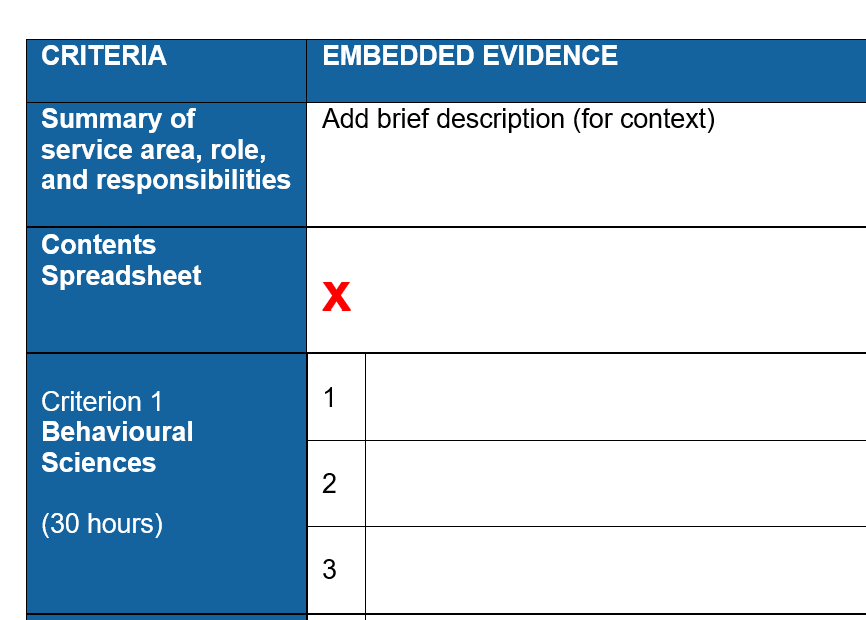 CRITERIA
EMBEDDED EVIDENCE
Summary of
service area, role,
and responsibilities
Add brief description (for context)
Contents
Spreadsheet
X
Criterion 1
Behavioural
Sciences
(30 hours)
1
2
3